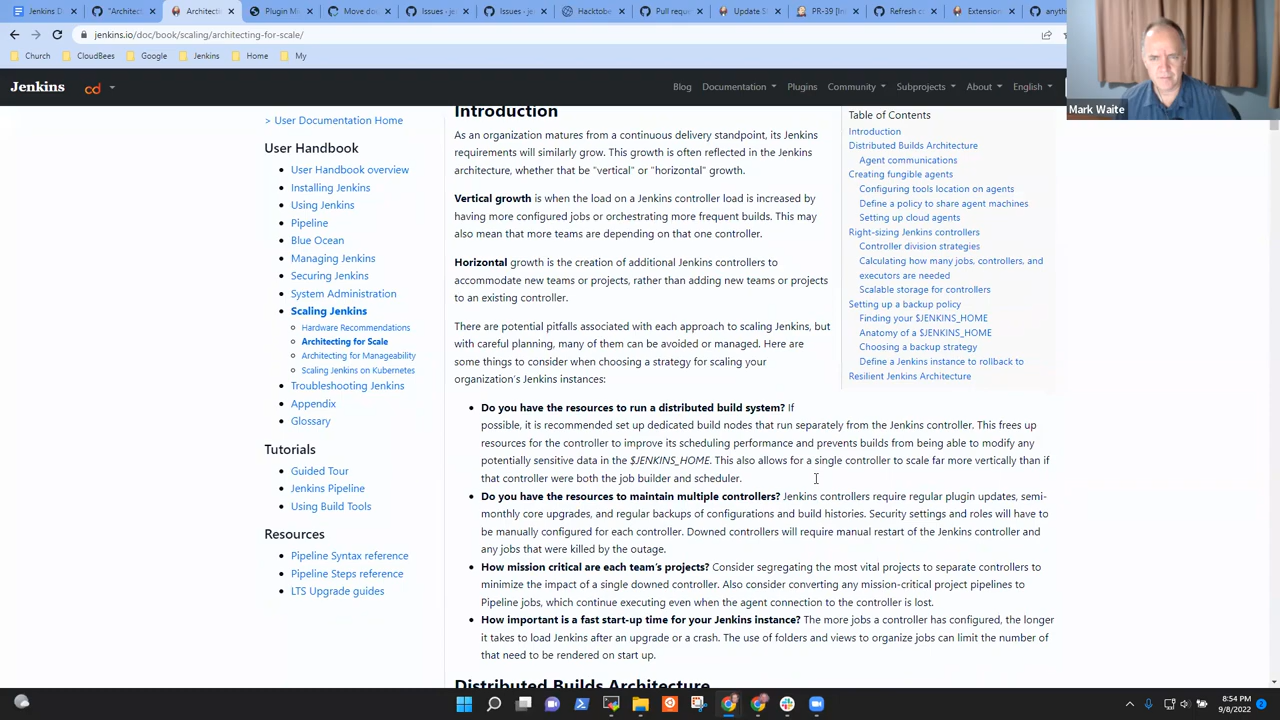 Jenkins D
"Architect
Architectin
Plugin M
Move dow
Issues - je
Issues - je
Hacktobe
Pull reque
Update Sc
PR-39 [In
Refresh c
Extension
anyth
jenkins.io/doc/book/scaling/architecting-for-scale/
Church
CloudBees
Google
Jenkins
Home
My
Mark Waite
Jenkins
cd
Blog
Documentation
Plugins
Community
Subprojects
About
English
> User Documentation Home
User Handbook
User Handbook overview
Installing Jenkins
Using Jenkins
Pipeline
Blue Ocean
Managing Jenkins
Securing Jenkins
System Administration
Scaling Jenkins
Hardware Recommendations
Architecting for Scale
Architecting for Manageability
Scaling Jenkins on Kubernetes
Troubleshooting Jenkins
Appendix
Glossary
Tutorials
Guided Tour
Jenkins Pipeline
Using Build Tools
Resources
Pipeline Syntax reference
Pipeline Steps reference
LTS Upgrade guides
Introduction
As an organization matures from a continuous delivery standpoint, its Jenkins
requirements will similarly grow. This growth is often reflected in the Jenkins
architecture, whether that be "vertical" or "horizontal" growth.
Vertical growth is when the load on a Jenkins controller load is increased by
having more configured jobs or orchestrating more frequent builds. This may
also mean that more teams are depending on that one controller.
Horizontal growth is the creation of additional Jenkins controllers to
accommodate new teams or projects, rather than adding new teams or projects
to an existing controller.
There are potential pitfalls associated with each approach to scaling Jenkins, but
with careful planning, many of them can be avoided or managed. Here are
some things to consider when choosing a strategy for scaling your
organization's Jenkins instances:
Do you have the resources to run a distributed build system? If
possible, it is recommended set up dedicated build nodes that run separately from the Jenkins controller. This frees up
resources for the controller to improve its scheduling performance and prevents builds from being able to modify any
potentially sensitive data in the $JENKINS_HOME. This also allows for a single controller to scale far more vertically than if
that controller were both the job builder and scheduler.
Do you have the resources to maintain multiple controllers? Jenkins controllers require regular plugin updates, semi-
monthly core upgrades, and regular backups of configurations and build histories. Security settings and roles will have to
be manually configured for each controller. Downed controllers will require manual restart of the Jenkins controller and
any jobs that were killed by the outage.
How mission critical are each team's projects? Consider segregating the most vital projects to separate controllers to
minimize the impact of a single downed controller. Also consider converting any mission-critical project pipelines to
Pipeline jobs, which continue executing even when the agent connection to the controller is lost.
How important is a fast start-up time for your Jenkins instance? The more jobs a controller has configured, the longer
it takes to load Jenkins after an upgrade or a crash. The use of folders and views to organize jobs can limit the number of
that need to be rendered on start up.
Distributed Builds Architecture
Table of Contents
Introduction
Distributed Builds Architecture
Agent communications
Creating fungible agents
Configuring tools location on agents
Define a policy to share agent machines
Setting up cloud agents
Right-sizing Jenkins controllers
Controller division strategies
Calculating how many jobs, controllers, and
executors are needed
Scalable storage for controllers
Setting up a backup policy
Finding your $JENKINS_HOME
Anatomy of a $JENKINS_HOME
Choosing a backup strategy
Define a Jenkins instance to rollback to
Resilient Jenkins Architecture
8:54 PM
9/8/2022